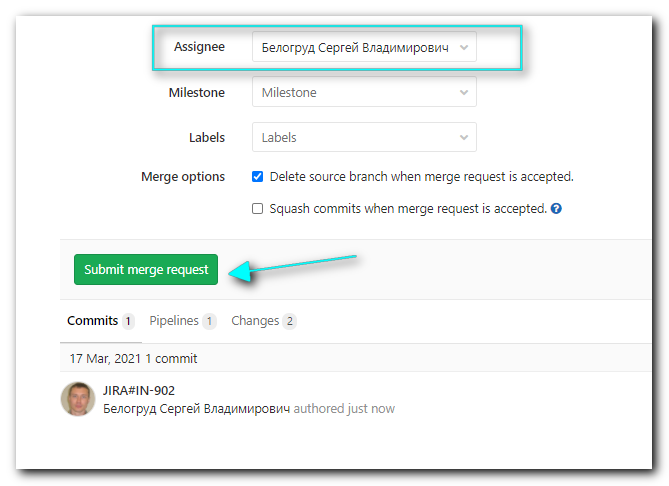 Assignee Белогруд Сергей Владимирович
Milestone Milestone
Labels Labels
Merge options Delete source branch when merge request is accepted.
Squash commits when merge request is accepted. ?
Submit merge request
Commits 1 Pipelines 1 Changes 2
17 Mar, 2021 1 commit
JIRA#IN-902
Белогруд Сергей Владимирович authored just now